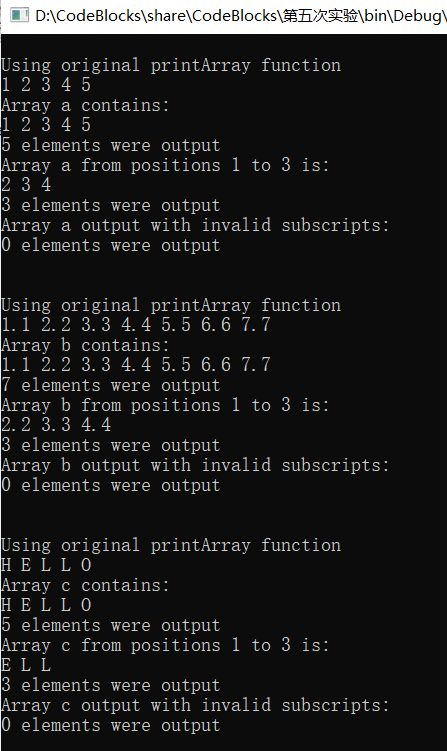 D:\CodeBlocks\share\CodeBlocks\第五次实验\bin\Debug\
Using original printArray function
1 2 3 4 5
Array a contains:
1 2 3 4 5
5 elements were output
Array a from positions 1 to 3 is:
2 3 4
3 elements were output
Array a output with invalid subscripts:
0 elements were output
Using original printArray function
1.1 2.2 3.3 4.4 5.5 6.6 7.7
Array b contains:
1.1 2.2 3.3 4.4 5.5 6.6 7.7
7 elements were output
Array b from positions 1 to 3 is:
2.2 3.3 4.4
3 elements were output
Array b output with invalid subscripts:
0 elements were output
Using original printArray function
H E L L O
Array c contains:
H E L L O
5 elements were output
Array c from positions 1 to 3 is:
E L L
3 elements were output
Array c output with invalid subscripts:
0 elements were output